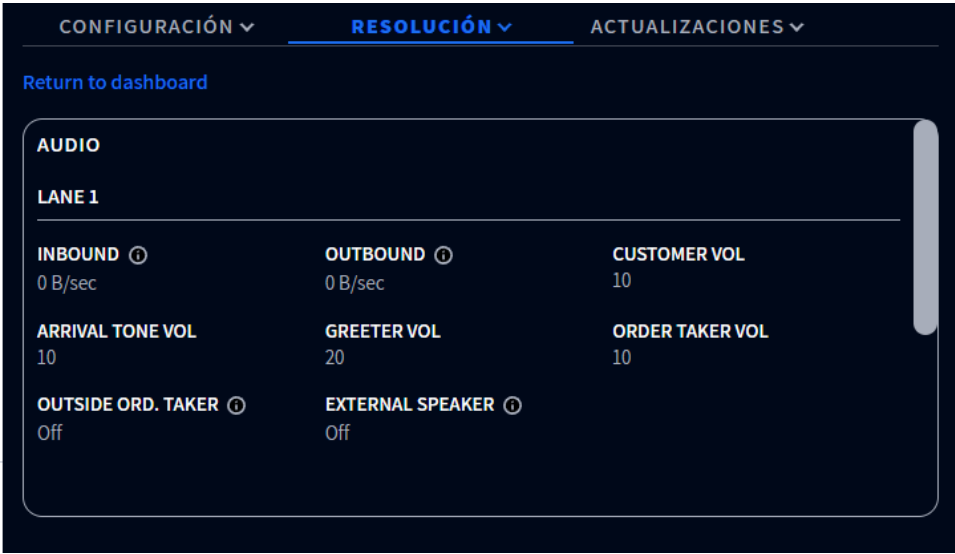 CONFIGURACIÓN RESOLUCIÓN ACTUALIZACIONES
Return to dashboard
AUDIO
LANE 1
INBOUND OUTBOUND CUSTOMER VOL
0 B/sec 0 B/sec 10
ARRIVAL TONE VOL GREETER VOL ORDER TAKER VOL
10 20 10
OUTSIDE ORD. TAKER EXTERNAL SPEAKER
Off Off